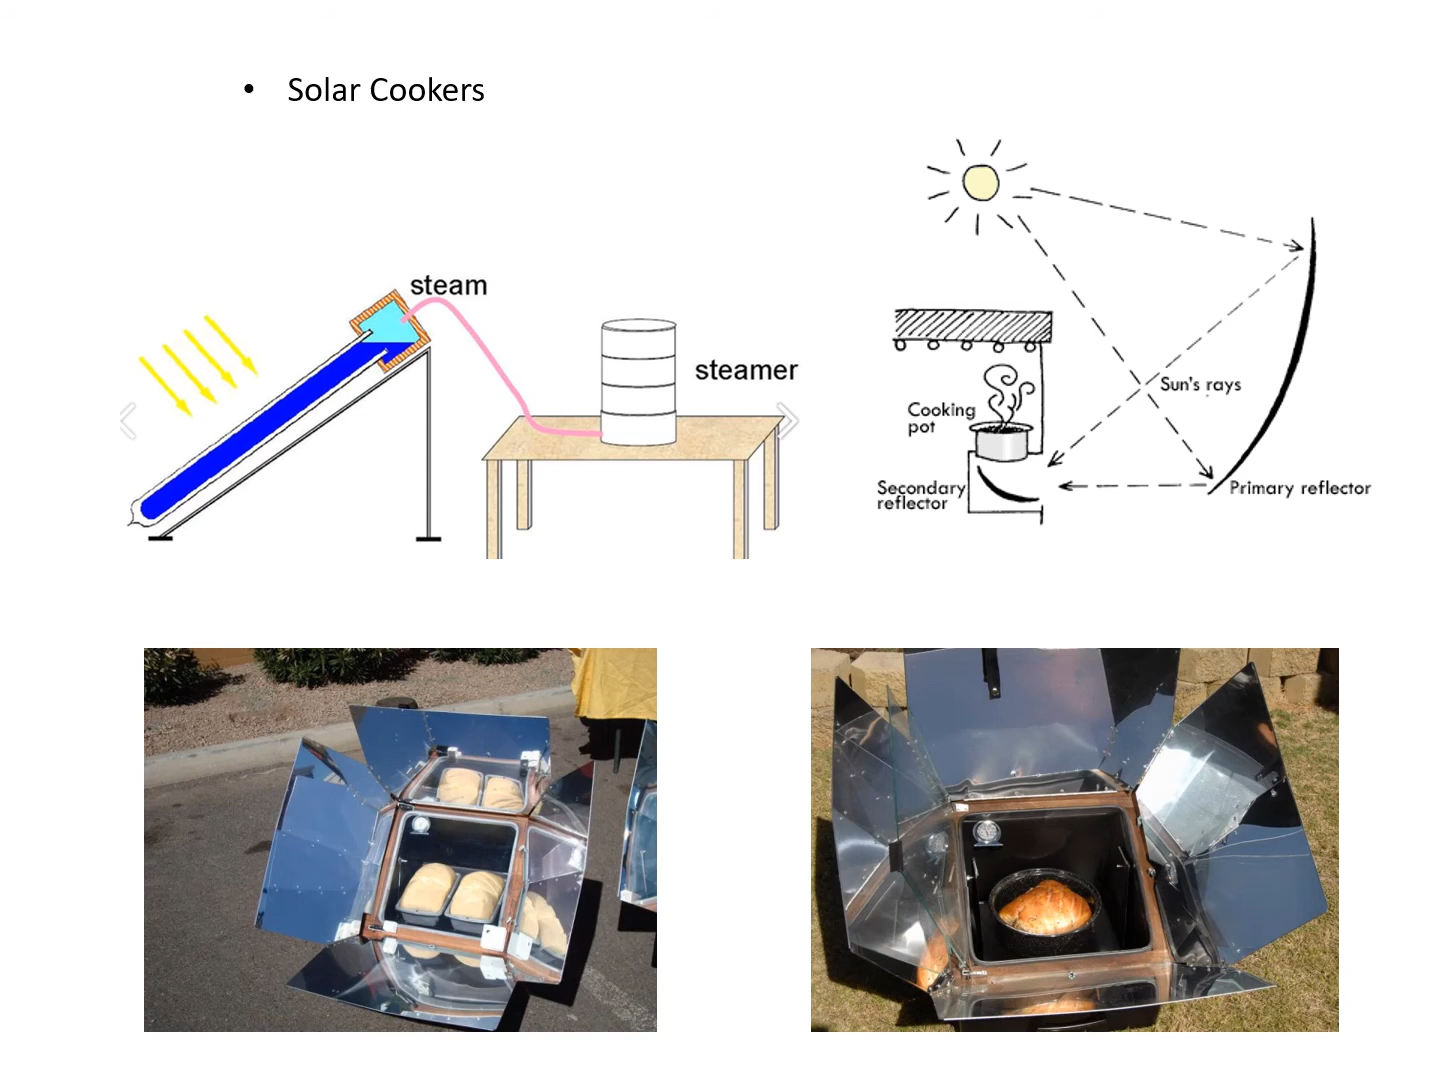 • Solar Cookers
steam
steamer
Sun's rays
Cooking
pot
Secondary
reflector
Primary reflector